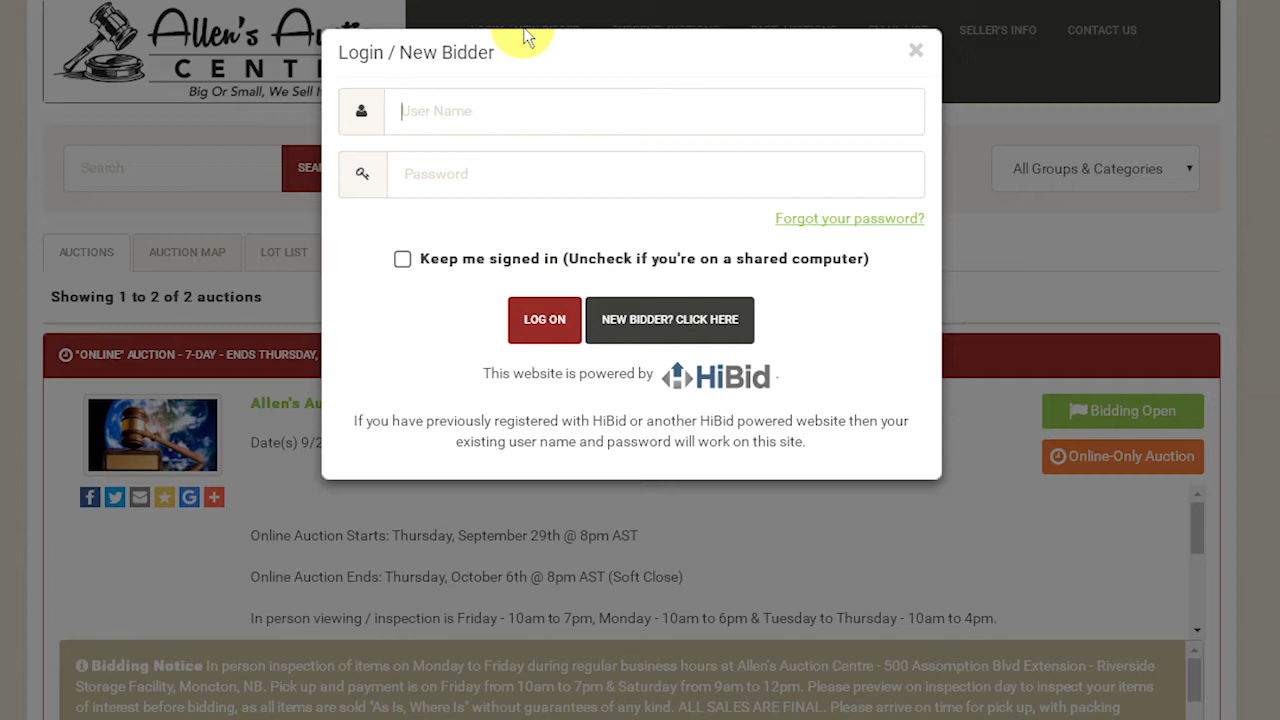 Allen's Au
CENT
Big Or Small, We Sell I
SELLER'S INFO
CONTACT US
Login / New Bidder
×
User Name
Password
Forgot your password?
Keep me signed in (Uncheck if you're on a shared computer)
LOG ON
NEW BIDDER? CLICK HERE
This website is powered by HiBid .
If you have previously registered with HiBid or another HiBid powered website then your
existing user name and password will work on this site.
Search
SEA
All Groups & Categories
AUCTIONS
AUCTION MAP
LOT LIST
Showing 1 to 2 of 2 auctions
"ONLINE" AUCTION - 7-DAY - ENDS THURSDAY,
Allen's Au
Date(s) 9/2
Bidding Open
Online-Only Auction
Online Auction Starts: Thursday, September 29th @ 8pm AST
Online Auction Ends: Thursday, October 6th @ 8pm AST (Soft Close)
In person viewing / inspection is Friday - 10am to 7pm, Monday - 10am to 6pm & Tuesday to Thursday - 10am to 4pm.
Bidding Notice In person inspection of items on Monday to Friday during regular business hours at Allen's Auction Centre - 500 Assomption Blvd Extension - Riverside
Storage Facility, Moncton, NB. Pick up and payment is on Friday from 10am to 7pm & Saturday from 9am to 12pm. Please preview on inspection day to inspect your items
of interest before bidding, as all items are sold "As Is, Where Is" without guarantees of any kind. ALL SALES ARE FINAL. Please arrive on time for pick up, with packing